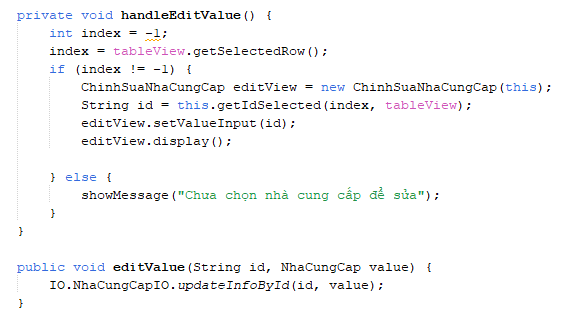 private void handleEditValue() {
    int index = -1;
    index = tableView.getSelectedRow();
    if (index != -1) {
        ChinhSuaNhaCungCap editView = new ChinhSuaNhaCungCap(this);
        String id = this.getIdSelected(index, tableView);
        editView.setValueInput(id);
        editView.display();

    } else {
        showMessage("Chưa chọn nhà cung cấp để sửa");
    }
}

public void editValue(String id, NhaCungCap value) {
    IO.NhaCungCapIO.updateInfoById(id, value);
}